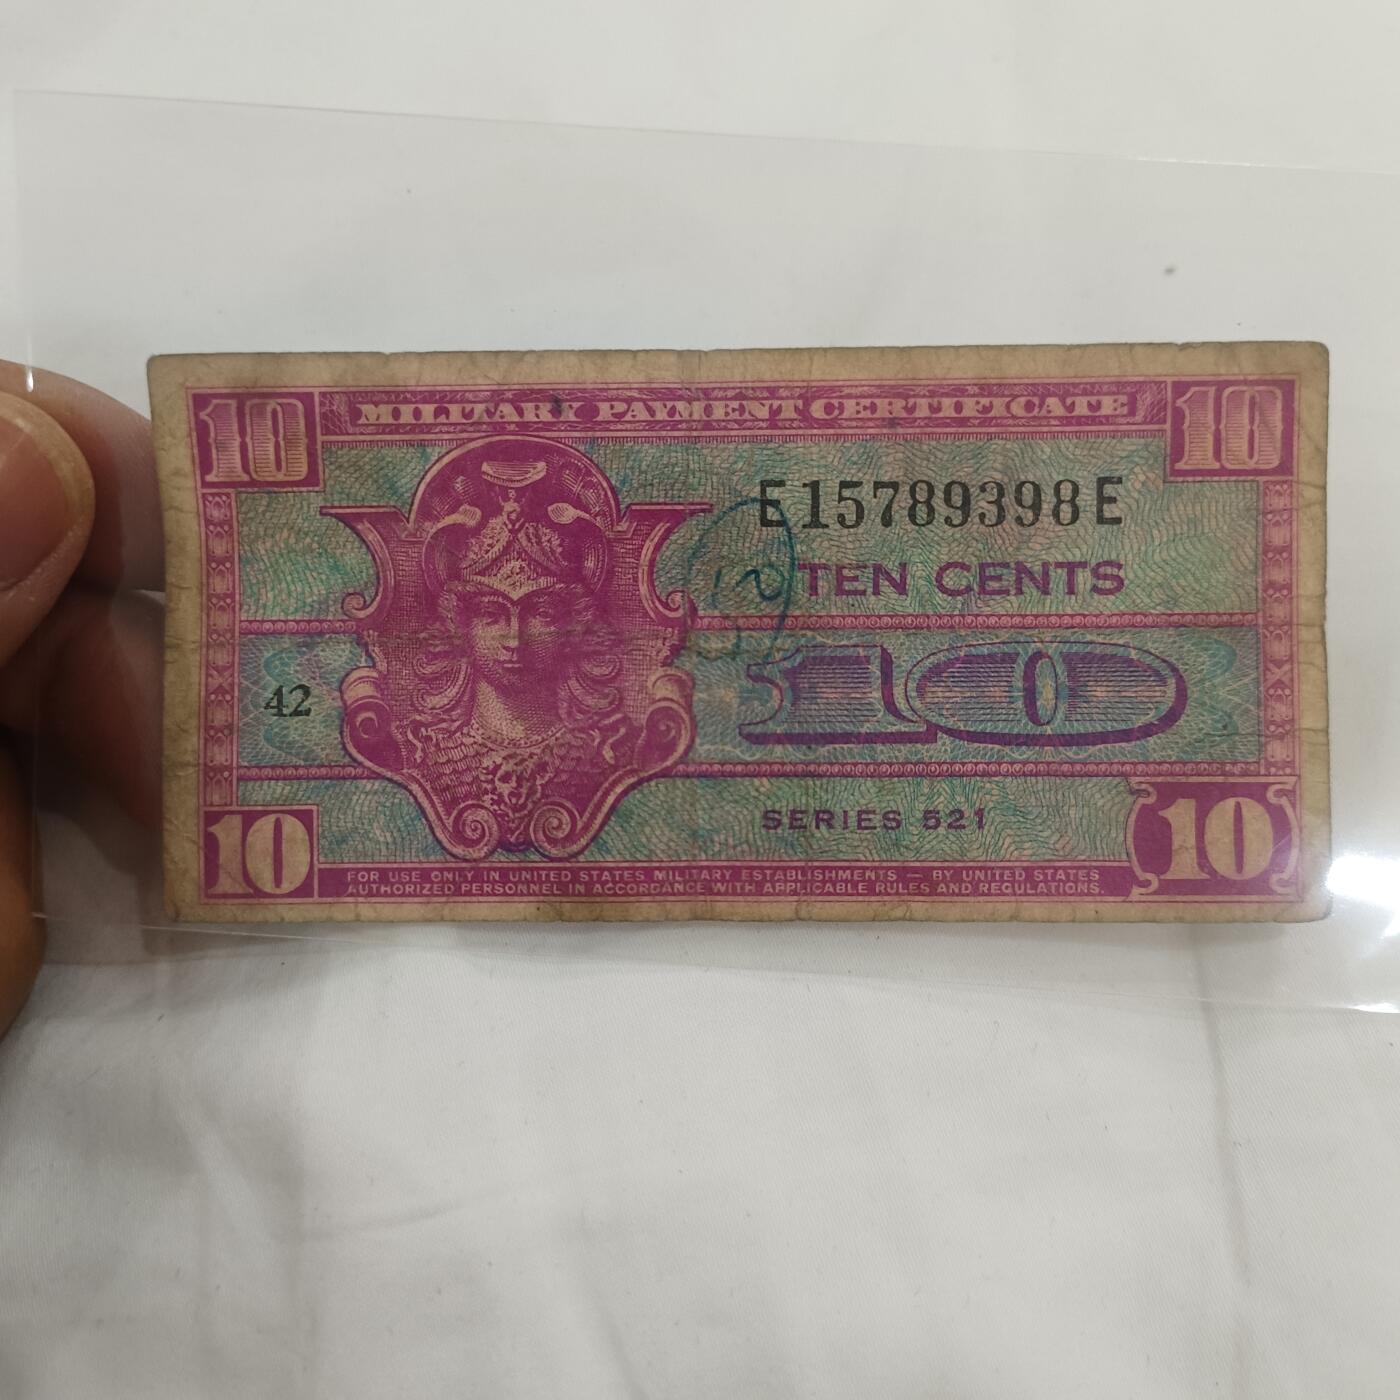 10 MILITARY PAYMENT CERTIFICATE 10
E15789398E
TEN CENTS
42
10
SERIES 521
10 10
FOR USE ONLY IN UNITED STATES MILITARY ESTABLISHMENTS — BY UNITED STATES
AUTHORIZED PERSONNEL IN ACCORDANCE WITH APPLICABLE RULES AND REGULATIONS.